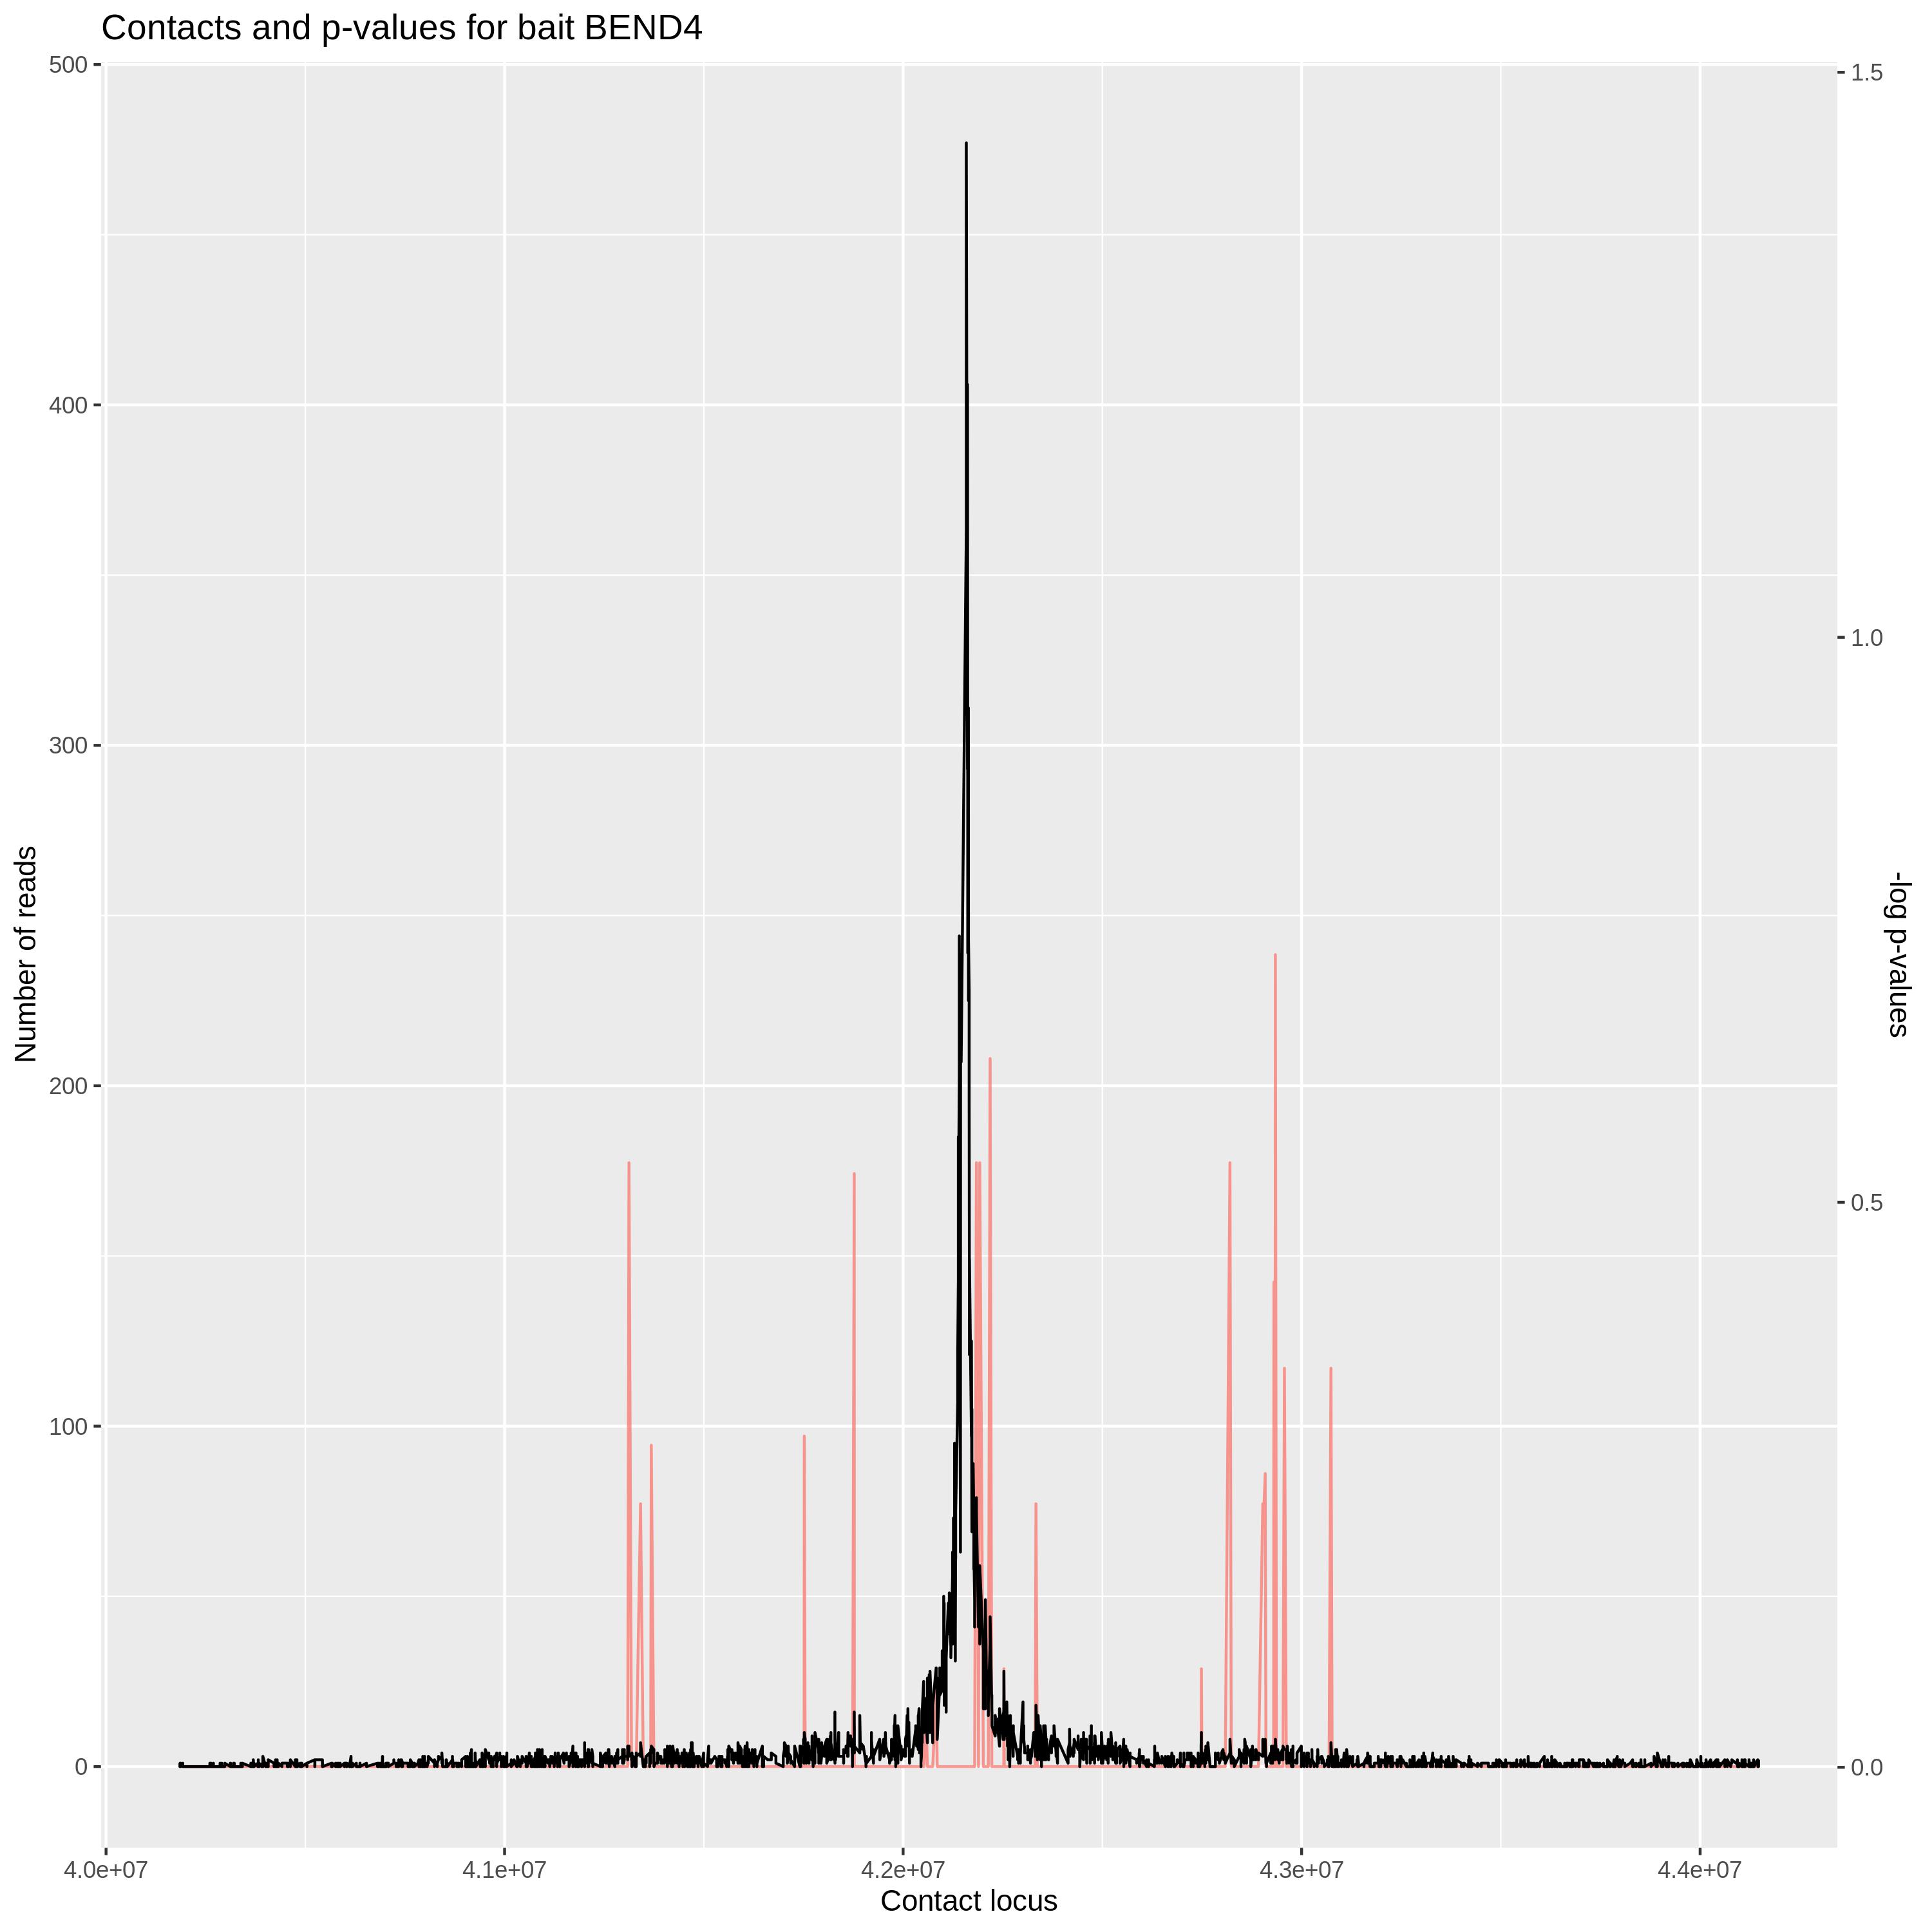 Contacts and p-values for bait BEND4
500
400
300
200
100
0
Number of reads
1.5
1.0
0.5
0.0
-log p-values
4.0e+07
4.1e+07
4.2e+07
4.3e+07
4.4e+07
Contact locus